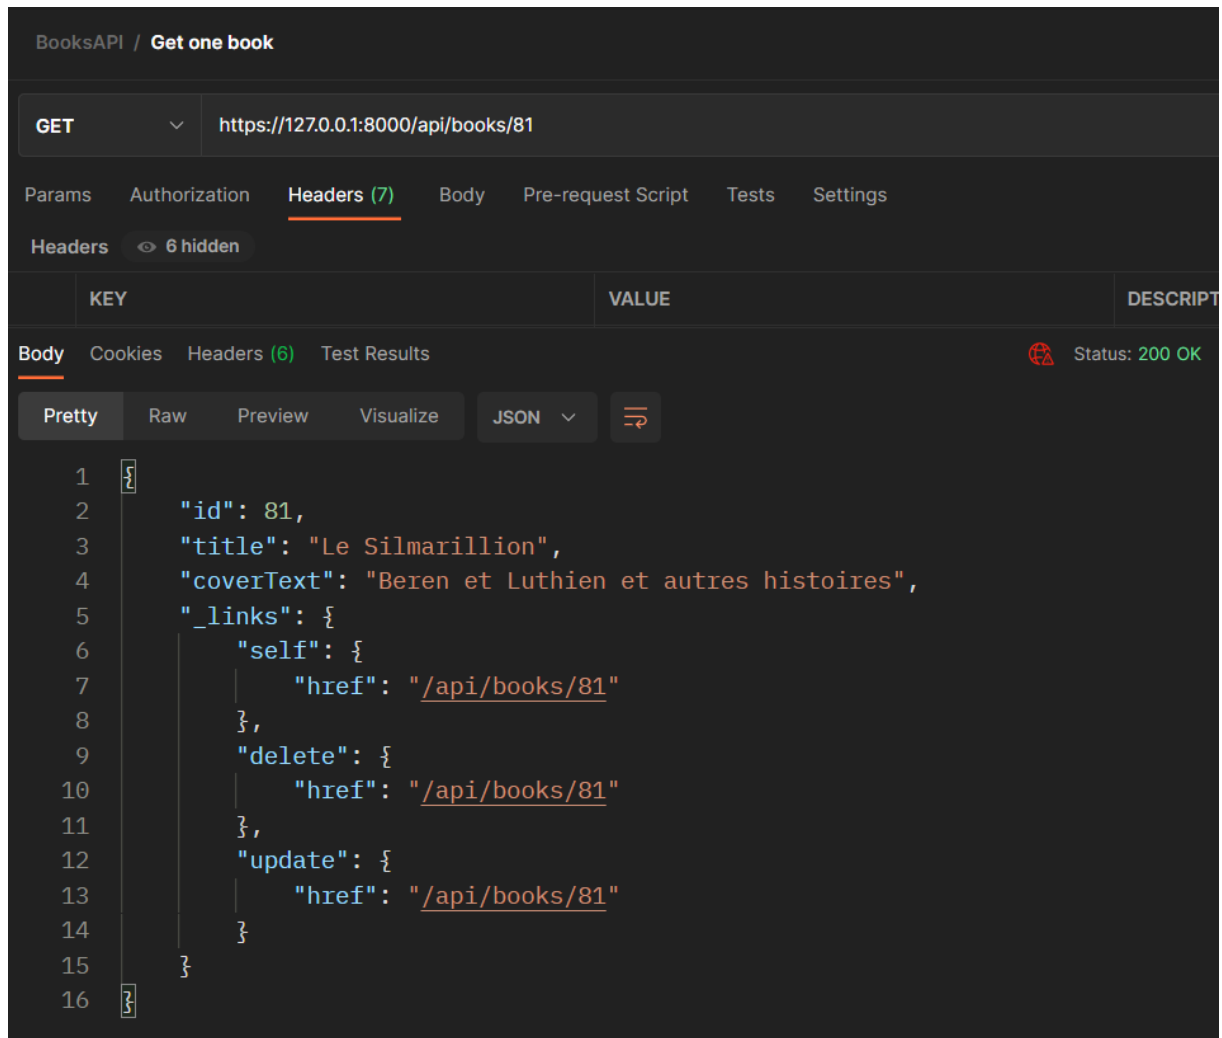 BooksAPI / Get one book
GET https://127.0.0.1:8000/api/books/81
Params Authorization Headers (7) Body Pre-request Script Tests Settings
Headers 6 hidden
KEY VALUE DESCRIPT
Body Cookies Headers (6) Test Results Status: 200 OK
Pretty Raw Preview Visualize JSON
1 {
2 "id": 81,
3 "title": "Le Silmarillion",
4 "coverText": "Beren et Luthien et autres histoires",
5 "_links": {
6 "self": {
7 "href": "/api/books/81"
8 },
9 "delete": {
10 "href": "/api/books/81"
11 },
12 "update": {
13 "href": "/api/books/81"
14 }
15 }
16 }